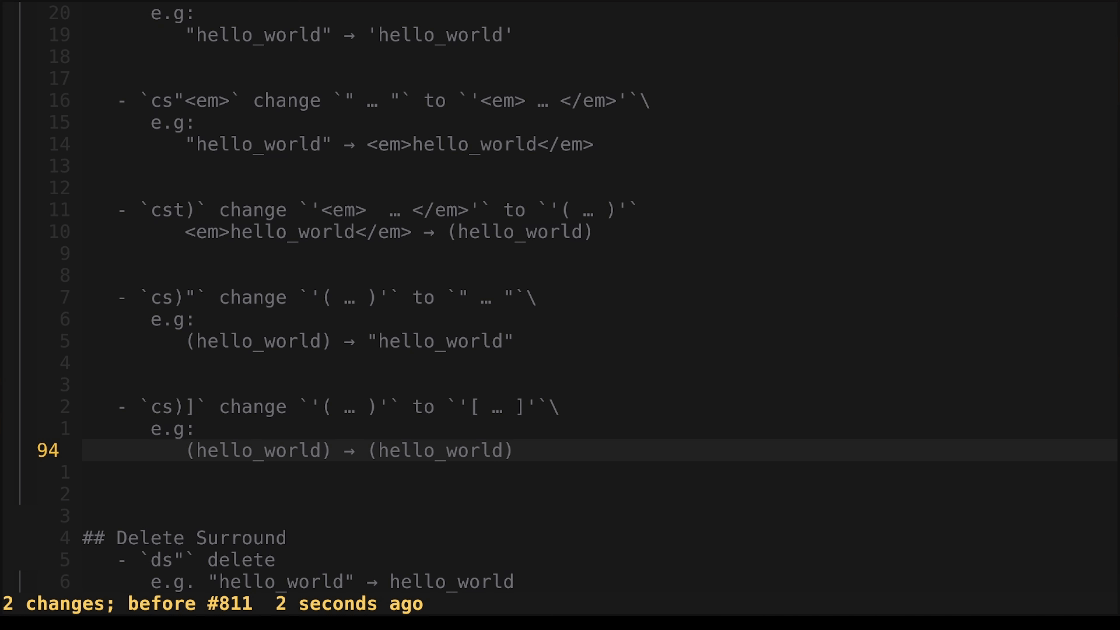 20 e.g:
19 "hello_world" → 'hello_world'
18
17
16 - `cs"<em>` change `" … "` to `'<em> … </em>'`\
15 e.g:
14 "hello_world" → <em>hello_world</em>
13
12
11 - `cst)` change `'<em>  … </em>'` to `'( … )'`
10 <em>hello_world</em> → (hello_world)
9
8
7 - `cs)"` change `'( … )'` to `" … "`\
6 e.g:
5 (hello_world) → "hello_world"
4
3
2 - `cs)]` change `'( … )'` to `'[ … ]'`\
1 e.g:
94 (hello_world) → (hello_world)
1
2
3
4 ## Delete Surround
5 - `ds"` delete
6 e.g. "hello_world" → hello_world
2 changes; before #811  2 seconds ago